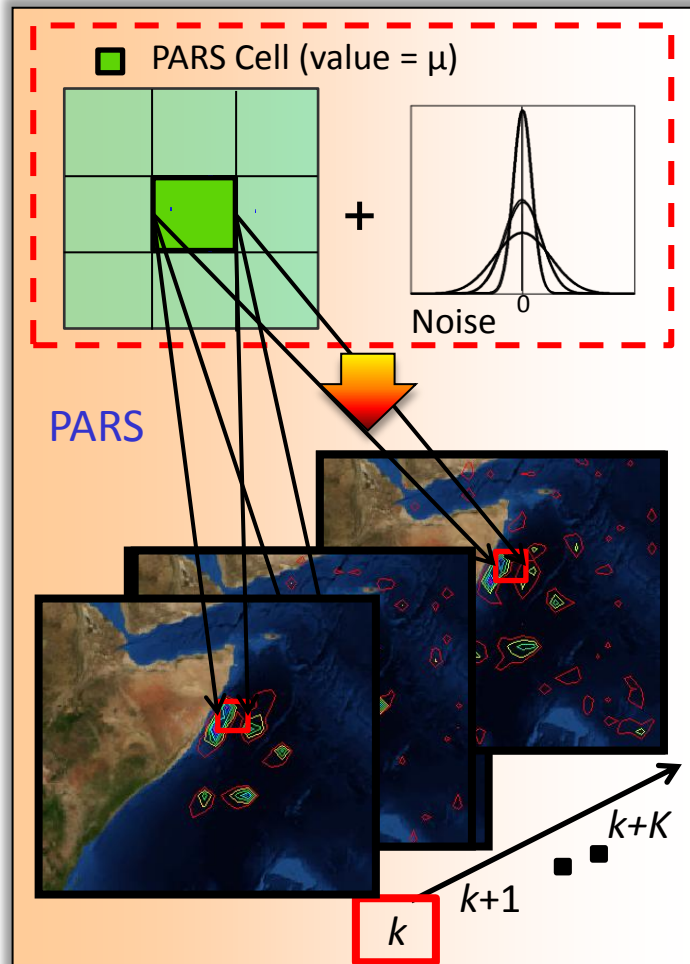 PARS Cell (value = μ)
+
0
Noise
PARS
k+K
k+1
k